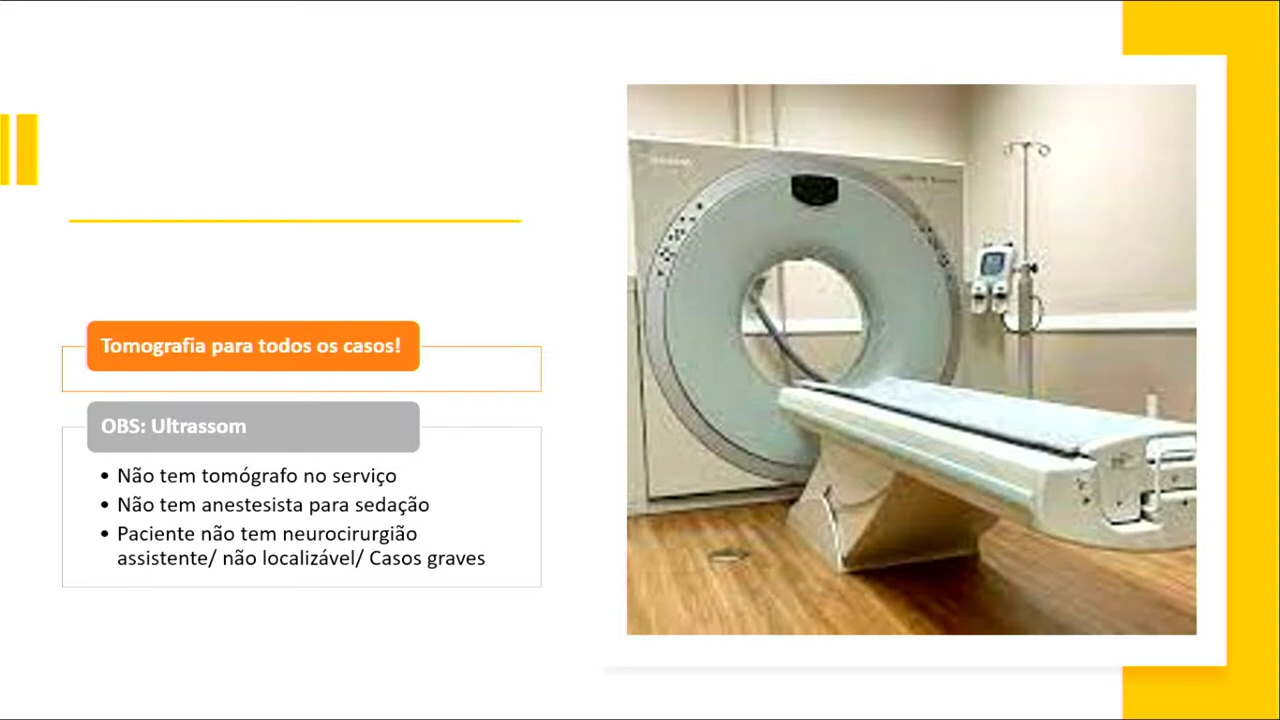 Tomografia para todos os casos!
OBS: Ultrassom
• Não tem tomógrafo no serviço
• Não tem anestesista para sedação
• Paciente não tem neurocirurgião
assistente/ não localizável/ Casos graves